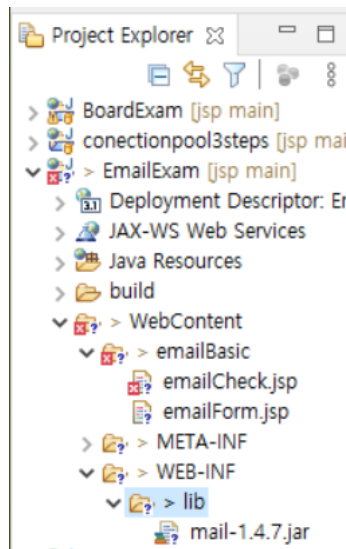 Project Explorer
BoardExam [jsp main]
conectionpool3steps [jsp mai
> EmailExam [jsp main]
Deployment Descriptor: Er
JAX-WS Web Services
Java Resources
build
> WebContent
> emailBasic
emailCheck.jsp
emailForm.jsp
> META-INF
> WEB-INF
> lib
mail-1.4.7.jar